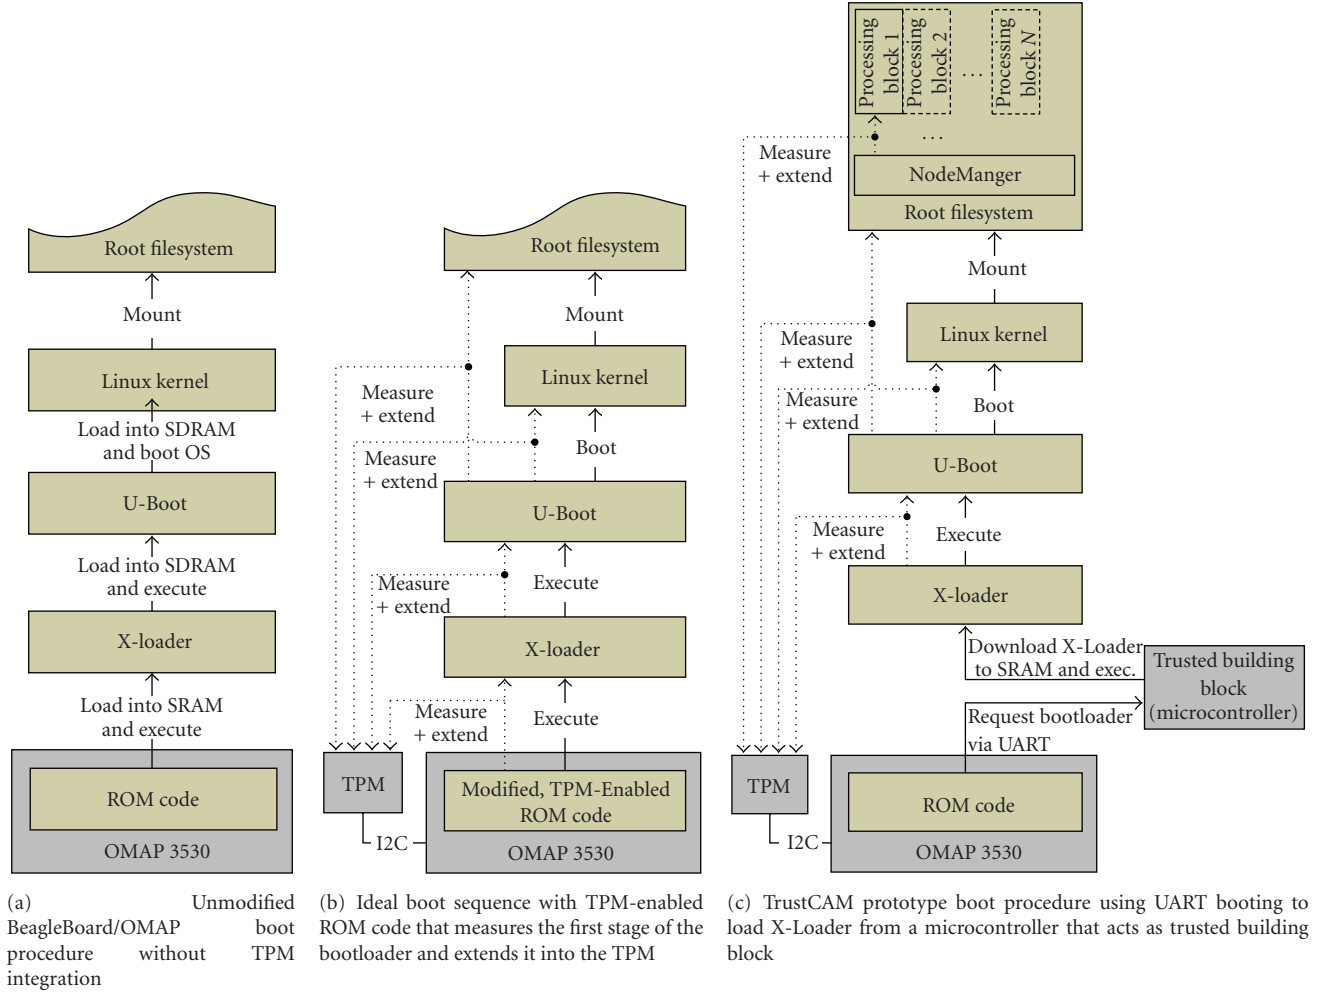 Root filesystem
Mount
Linux kernel
Load into SDRAM
and boot OS
U-Boot
Load into SDRAM
and execute
X-loader
Load into SRAM
and execute
ROM code
OMAP 3530
(a) Unmodified
BeagleBoard/OMAP boot
procedure without TPM
integration
Root filesystem
Mount
Linux kernel
Measure
+ extend
Boot
Measure
+ extend
U-Boot
Execute
Measure
+ extend
X-loader
Measure
+ extend
Execute
TPM
Modified, TPM-Enabled
ROM code
I2C
OMAP 3530
(b) Ideal boot sequence with TPM-enabled
ROM code that measures the first stage of the
bootloader and extends it into the TPM
Processing
block 1
Processing
block 2
...
Processing
block N
...
Measure
+ extend
NodeManger
Root filesystem
Mount
Measure
+ extend
Linux kernel
Measure
+ extend
Boot
U-Boot
Measure
+ extend
Execute
X-loader
Download X-Loader
to SRAM and exec.
Trusted building
block
(microcontroller)
Request bootloader
via UART
TPM
ROM code
I2C
OMAP 3530
(c) TrustCAM prototype boot procedure using UART booting to
load X-Loader from a microcontroller that acts as trusted building
block